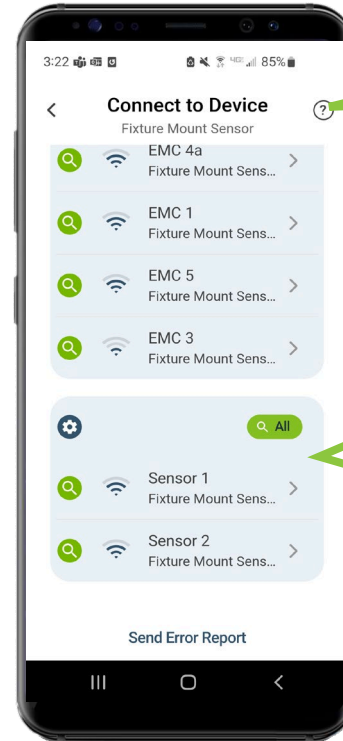 3:22 4G 85%
Connect to Device
?
Fixture Mount Sensor
EMC 4a
Fixture Mount Sens...
EMC 1
Fixture Mount Sens...
EMC 5
Fixture Mount Sens...
EMC 3
Fixture Mount Sens...
All
Sensor 1
Fixture Mount Sens...
Sensor 2
Fixture Mount Sens...
Send Error Report